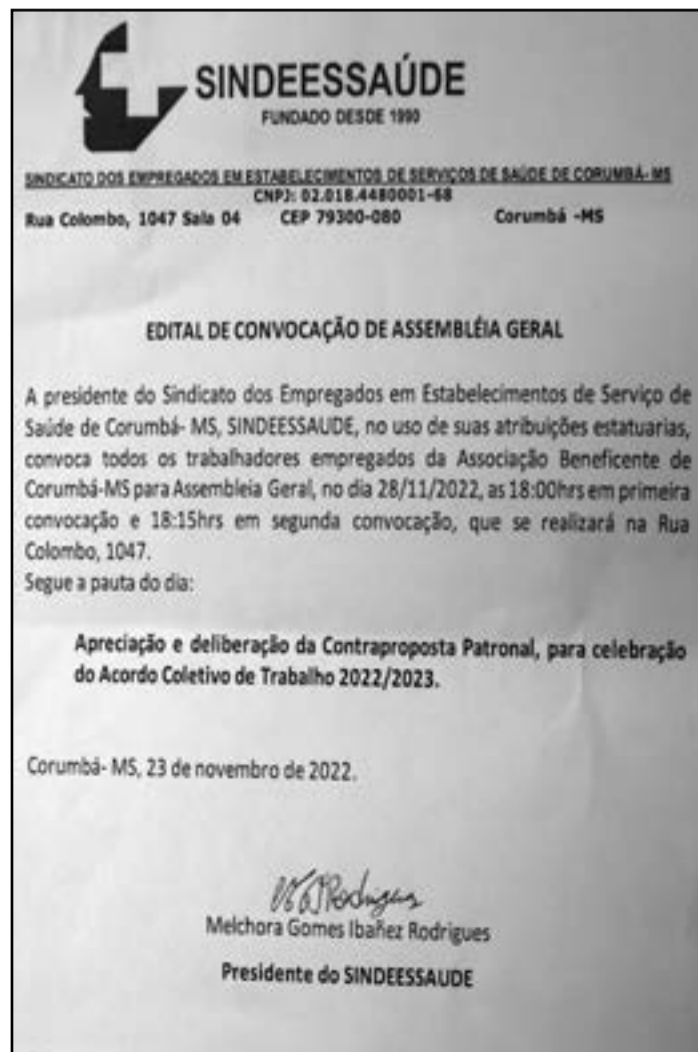 SINDEESSAÚDE
FUNDADO DESDE 1990
SINDICATO DOS EMPREGADOS EM ESTABELECIMENTOS DE SERVIÇOS DE SAÚDE DE CORUMBÁ- MS
CNPJ: 02.018.4480001-68
Rua Colombo, 1047 Sala 04 CEP 79300-080 Corumbá -MS
EDITAL DE CONVOCAÇÃO DE ASSEMBLÉIA GERAL
A presidente do Sindicato dos Empregados em Estabelecimentos de Serviço de
Saúde de Corumbá- MS, SINDEESSAUDE, no uso de suas atribuições estatuarias,
convoca todos os trabalhadores empregados da Associação Beneficente de
Corumbá-MS para Assembleia Geral, no dia 28/11/2022, as 18:00hrs em primeira
convocação e 18:15hrs em segunda convocação, que se realizará na Rua
Colombo, 1047.
Segue a pauta do dia:
Apreciação e deliberação da Contraproposta Patronal, para celebração
do Acordo Coletivo de Trabalho 2022/2023.
Corumbá- MS, 23 de novembro de 2022.
Melchora Gomes Ibañez Rodrigues
Presidente do SINDEESSAUDE